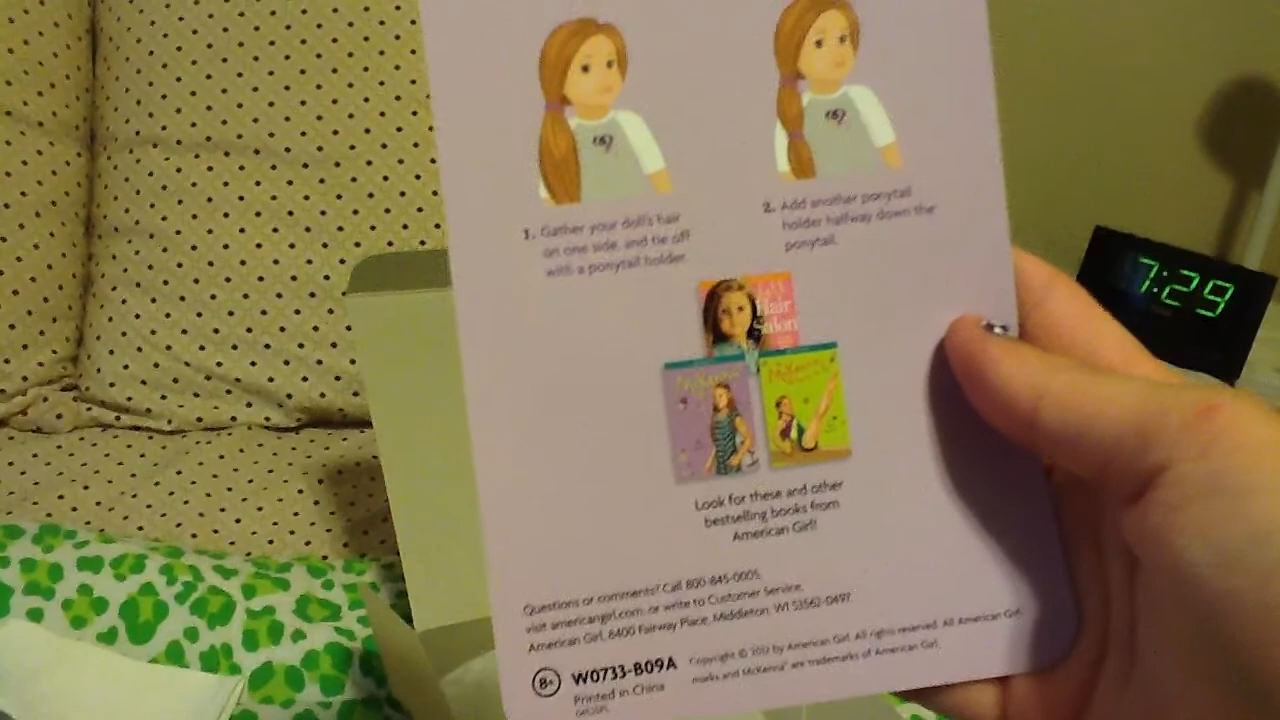 1. Gather your doll's hair
on one side, and tie off
with a ponytail holder.
2. Add another ponytail
holder halfway down the
ponytail.
7:29
Hair
Salon
McKenna
McKenna
Look for these and other
bestselling books from
American Girl!
Questions or comments? Call 800-845-0005,
visit americangirl.com, or write to Customer Service,
American Girl, 8400 Fairway Place, Middleton, WI 53562-0497.
8+
W0733-B09A
Printed in China
Copyright © 2012 by American Girl. All rights reserved. All American Girl
marks and McKenna™ are trademarks of American Girl.